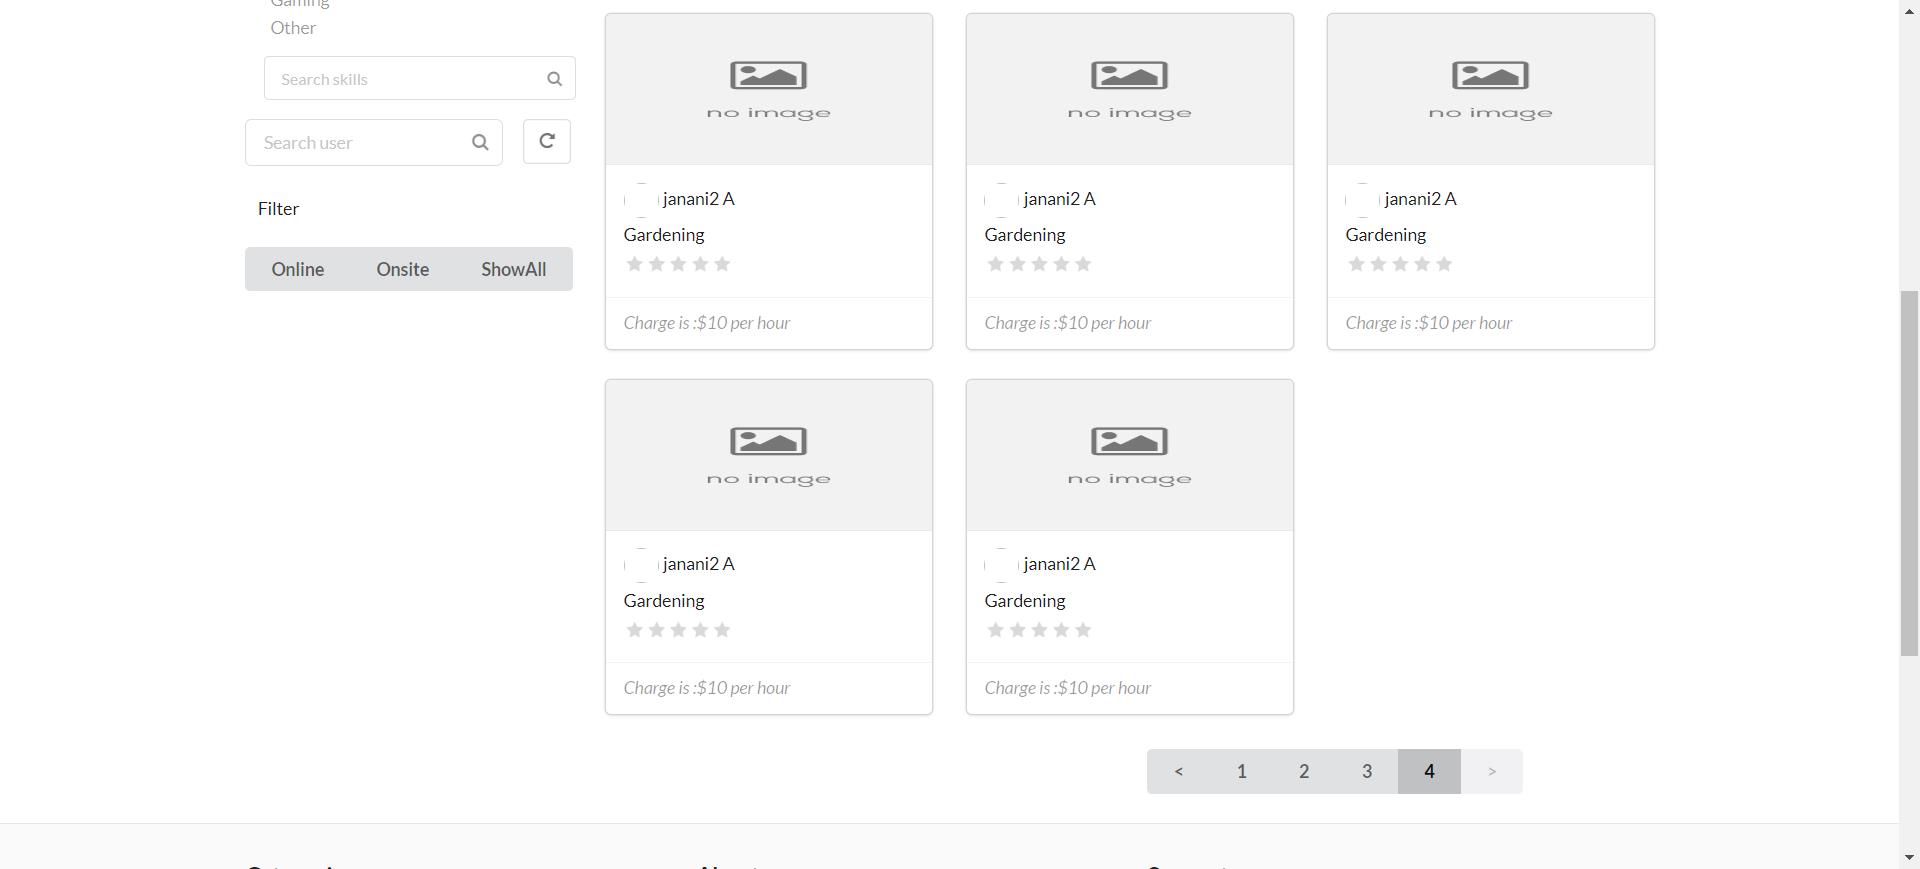 Gaming
Other
Search skills
Search user
Filter
Online Onsite ShowAll
no image no image no image
janani2 A janani2 A janani2 A
Gardening Gardening Gardening
Charge is :$10 per hour Charge is :$10 per hour Charge is :$10 per hour
no image no image
janani2 A janani2 A
Gardening Gardening
Charge is :$10 per hour Charge is :$10 per hour
< 1 2 3 4 >